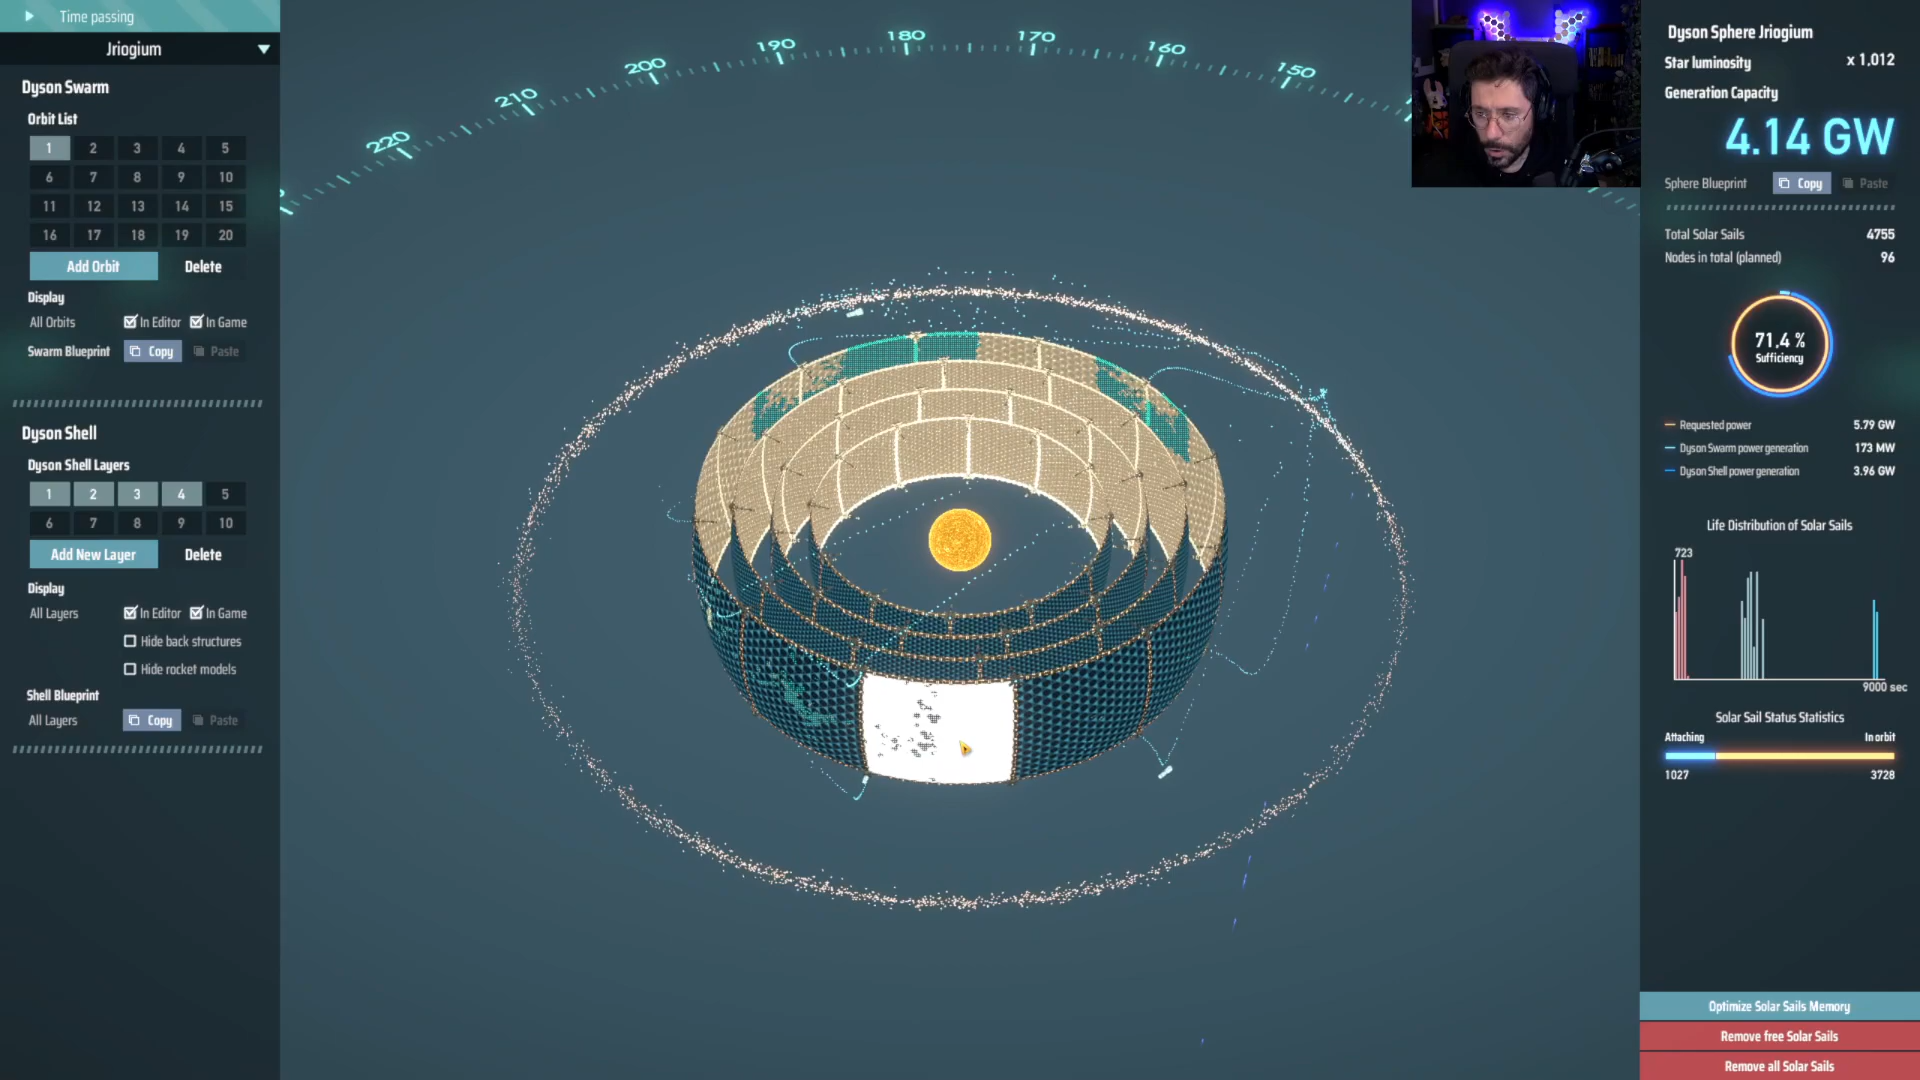 Time passing
Jriogium
Dyson Swarm
Orbit List
1 2 3 4 5
6 7 8 9 10
11 12 13 14 15
16 17 18 19 20
Add Orbit Delete
Display
All Orbits In Editor In Game
Swarm Blueprint Copy Paste
Dyson Shell
Dyson Shell Layers
1 2 3 4 5
6 7 8 9 10
Add New Layer Delete
Display
All Layers In Editor In Game
Hide back structures
Hide rocket models
Shell Blueprint
All Layers Copy Paste
220 210 200 190 180 170 160 150
Dyson Sphere Jriogium
Star luminosity x 1,012
Generation Capacity
4.14 GW
Sphere Blueprint Copy Paste
Total Solar Sails 4755
Nodes in total (planned) 96
71.4 %
Sufficiency
Requested power 5.79 GW
Dyson Swarm power generation 173 MW
Dyson Shell power generation 3.96 GW
Life Distribution of Solar Sails
723
9000 sec
Solar Sail Status Statistics
Attaching In orbit
1027 3728
Optimize Solar Sails Memory
Remove free Solar Sails
Remove all Solar Sails